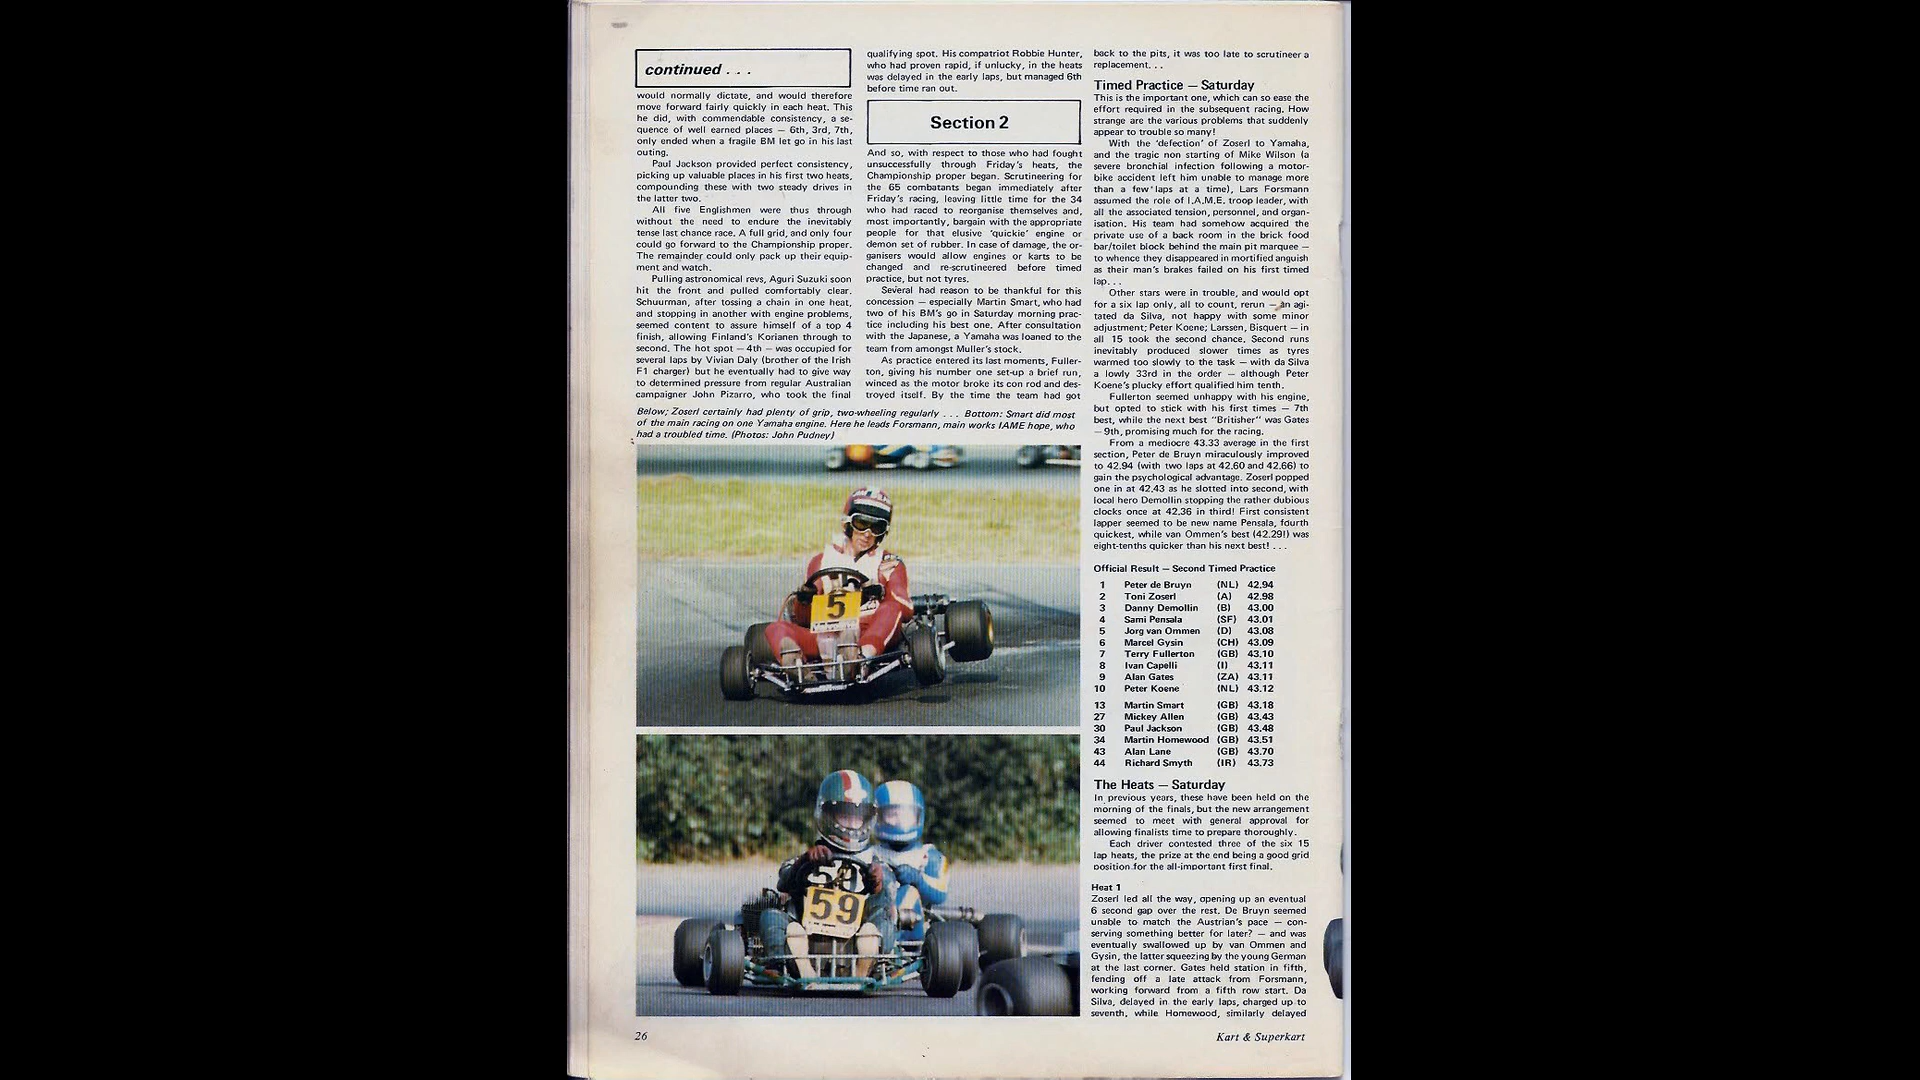 continued . . .
would normally dictate, and would therefore
move forward fairly quickly in each heat. This
he did, with commendable consistency, a se-
quence of well earned places — 6th, 3rd, 7th,
only ended when a fragile BM let go in his last
outing.
Paul Jackson provided perfect consistency,
picking up valuable places in his first two heats,
compounding these with two steady drives in
the latter two.
All five Englishmen were thus through
without the need to endure the inevitably
tense last chance race. A full grid, and only four
could go forward to the Championship proper.
The remainder could only pack up their equip-
ment and watch.
Pulling astronomical revs, Aguri Suzuki soon
hit the front and pulled comfortably clear.
Schuurman, after tossing a chain in one heat,
and stopping in another with engine problems,
seemed content to assure himself of a top 4
finish, allowing Finland's Korianen through to
second. The hot spot — 4th — was occupied for
several laps by Vivian Daly (brother of the Irish
F1 charger) but he eventually had to give way
to determined pressure from regular Australian
campaigner John Pizarro, who took the final
qualifying spot. His compatriot Robbie Hunter,
who had proven rapid, if unlucky, in the heats
was delayed in the early laps, but managed 6th
before time ran out.
Section 2
And so, with respect to those who had fought
unsuccessfully through Friday's heats, the
Championship proper began. Scrutineering for
the 65 combatants began immediately after
Friday's racing, leaving little time for the 34
who had raced to reorganise themselves and,
most importantly, bargain with the appropriate
people for that elusive 'quickie' engine or
demon set of rubber. In case of damage, the or-
ganisers would allow engines or karts to be
changed and re-scrutineered before timed
practice, but not tyres.
Several had reason to be thankful for this
concession — especially Martin Smart, who had
two of his BM's go in Saturday morning prac-
tice including his best one. After consultation
with the Japanese, a Yamaha was loaned to the
team from amongst Muller's stock.
As practice entered its last moments, Fuller-
ton, giving his number one set-up a brief run,
winced as the motor broke its con rod and des-
troyed itself. By the time the team had got
Below; Zoserl certainly had plenty of grip, two-wheeling regularly . . . Bottom: Smart did most
of the main racing on one Yamaha engine. Here he leads Forsmann, main works IAME hope, who
had a troubled time. (Photos: John Pudney)
5
59
59
back to the pits, it was too late to scrutineer a
replacement. . .
Timed Practice — Saturday
This is the important one, which can so ease the
effort required in the subsequent racing. How
strange are the various problems that suddenly
appear to trouble so many!
With the 'defection' of Zoserl to Yamaha,
and the tragic non starting of Mike Wilson (a
severe bronchial infection following a motor-
bike accident left him unable to manage more
than a few laps at a time), Lars Forsmann
assumed the role of I.A.M.E. troop leader, with
all the associated tension, personnel, and organ-
isation. His team had somehow acquired the
private use of a back room in the brick food
bar/toilet block behind the main pit marquee —
to whence they disappeared in mortified anguish
as their man's brakes failed on his first timed
lap. . .
Other stars were in trouble, and would opt
for a six lap only, all to count, rerun — an agi-
tated da Silva, not happy with some minor
adjustment; Peter Koene; Larssen, Bisquert — in
all 15 took the second chance. Second runs
inevitably produced slower times as tyres
warmed too slowly to the task — with da Silva
a lowly 33rd in the order — although Peter
Koene's plucky effort qualified him tenth.
Fullerton seemed unhappy with his engine,
but opted to stick with his first times — 7th
best, while the next best "Britisher" was Gates
— 9th, promising much for the racing.
From a mediocre 43.33 average in the first
section, Peter de Bruyn miraculously improved
to 42.94 (with two laps at 42.60 and 42.66) to
gain the psychological advantage. Zoserl popped
one in at 42,43 as he slotted into second, with
local hero Demollin stopping the rather dubious
clocks once at 42.36 in third! First consistent
lapper seemed to be new name Pensala, fourth
quickest, while van Ommen's best (42.29!) was
eight-tenths quicker than his next best! . . .
Official Result — Second Timed Practice
1 Peter de Bruyn (NL) 42.94
2 Toni Zoserl (A) 42.98
3 Danny Demollin (B) 43.00
4 Sami Pensala (SF) 43.01
5 Jorg van Ommen (D) 43.08
6 Marcel Gysin (CH) 43.09
7 Terry Fullerton (GB) 43.10
8 Ivan Capelli (I) 43.11
9 Alan Gates (ZA) 43.11
10 Peter Koene (NL) 43.12
13 Martin Smart (GB) 43.18
27 Mickey Allen (GB) 43.43
30 Paul Jackson (GB) 43.48
34 Martin Homewood (GB) 43.51
43 Alan Lane (GB) 43.70
44 Richard Smyth (IR) 43.73
The Heats — Saturday
In previous years, these have been held on the
morning of the finals, but the new arrangement
seemed to meet with general approval for
allowing finalists time to prepare thoroughly.
Each driver contested three of the six 15
lap heats, the prize at the end being a good grid
position for the all-important first final.
Heat 1
Zoserl led all the way, opening up an eventual
6 second gap over the rest. De Bruyn seemed
unable to match the Austrian's pace — con-
serving something better for later? — and was
eventually swallowed up by van Ommen and
Gysin, the latter squeezing by the young German
at the last corner. Gates held station in fifth,
fending off a late attack from Forsmann,
working forward from a fifth row start. Da
Silva, delayed in the early laps, charged up to
seventh, while Homewood, similarly delayed
26
Kart & Superkart